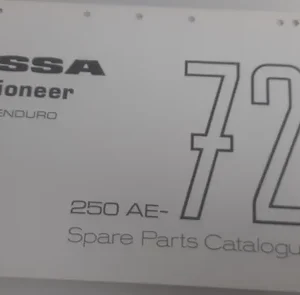 SSA
ioneer
ENDURO
72
250 AE-
Spare Parts Catalogu